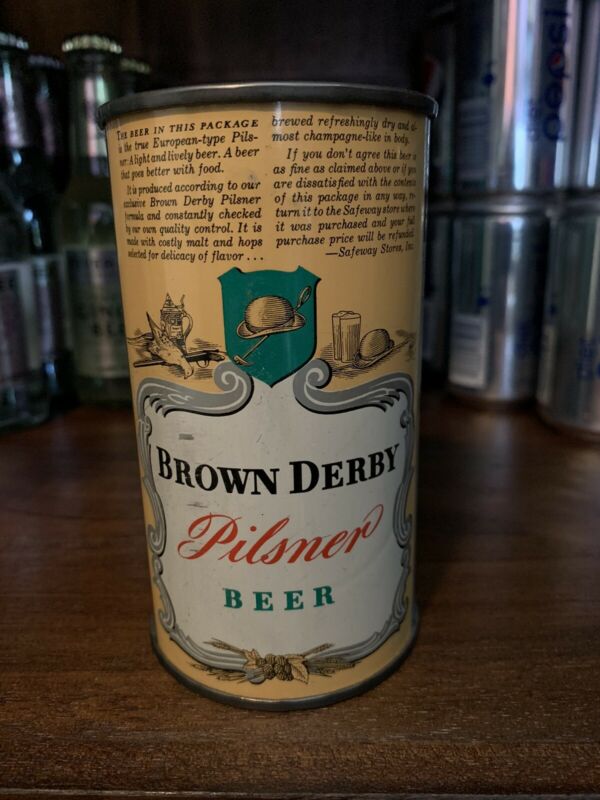 THE BEER IN THIS PACKAGE
is the true European-type Pils-
ner. A light and lively beer. A beer
that goes better with food.
It is produced according to our
exclusive Brown Derby Pilsner
formula and constantly checked
by our own quality control. It is
made with costly malt and hops
selected for delicacy of flavor . . .
brewed refreshingly dry and al-
most champagne-like in body.
If you don't agree this beer is
as fine as claimed above or if you
are dissatisfied with the contents
of this package in any way, re-
turn it to the Safeway store where
it was purchased and your full
purchase price will be refunded.
—Safeway Stores, Inc.
BROWN DERBY
Pilsner
BEER
pepsi
diet